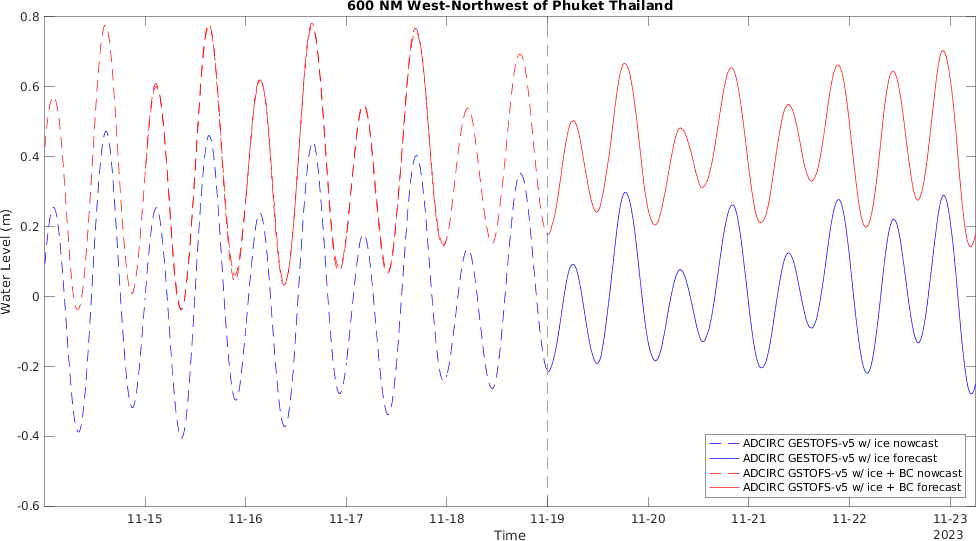 600 NM West-Northwest of Phuket Thailand
0.8
0.6
0.4
0.2
0
-0.2
-0.4
-0.6
Water Level (m)
ADCIRC GESTOFS-v5 w/ ice nowcast
ADCIRC GESTOFS-v5 w/ ice forecast
ADCIRC GSTOFS-v5 w/ ice + BC nowcast
ADCIRC GSTOFS-v5 w/ ice + BC forecast
11-15 11-16 11-17 11-18 11-19 11-20 11-21 11-22 11-23
2023
Time